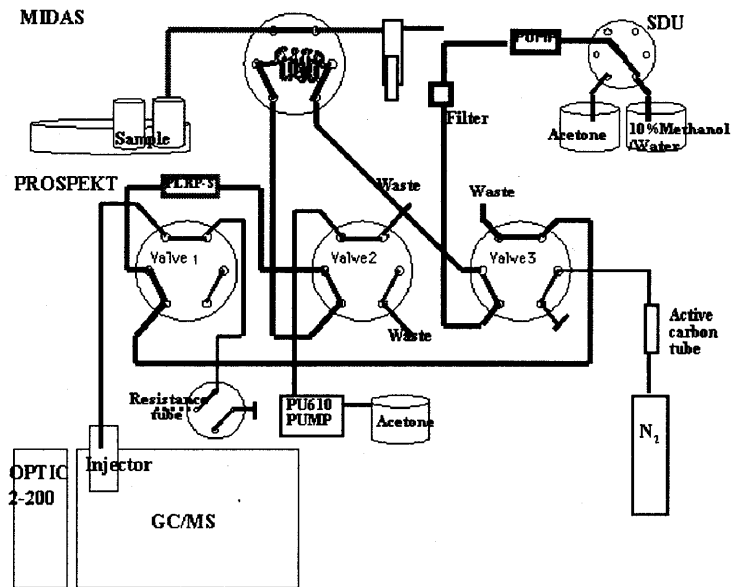 MIDAS
SDU
PUMP
Filter
Sample
Acetone
10%Methanol
/Water
PROSPEKT
PLRP-S
Waste
Waste
Valve 1
Valve2
Valve3
Waste
Active
carbon
tube
Resistance
tube
PU610
PUMP
Acetone
N2
Injector
OPTIC
2-200
GC/MS